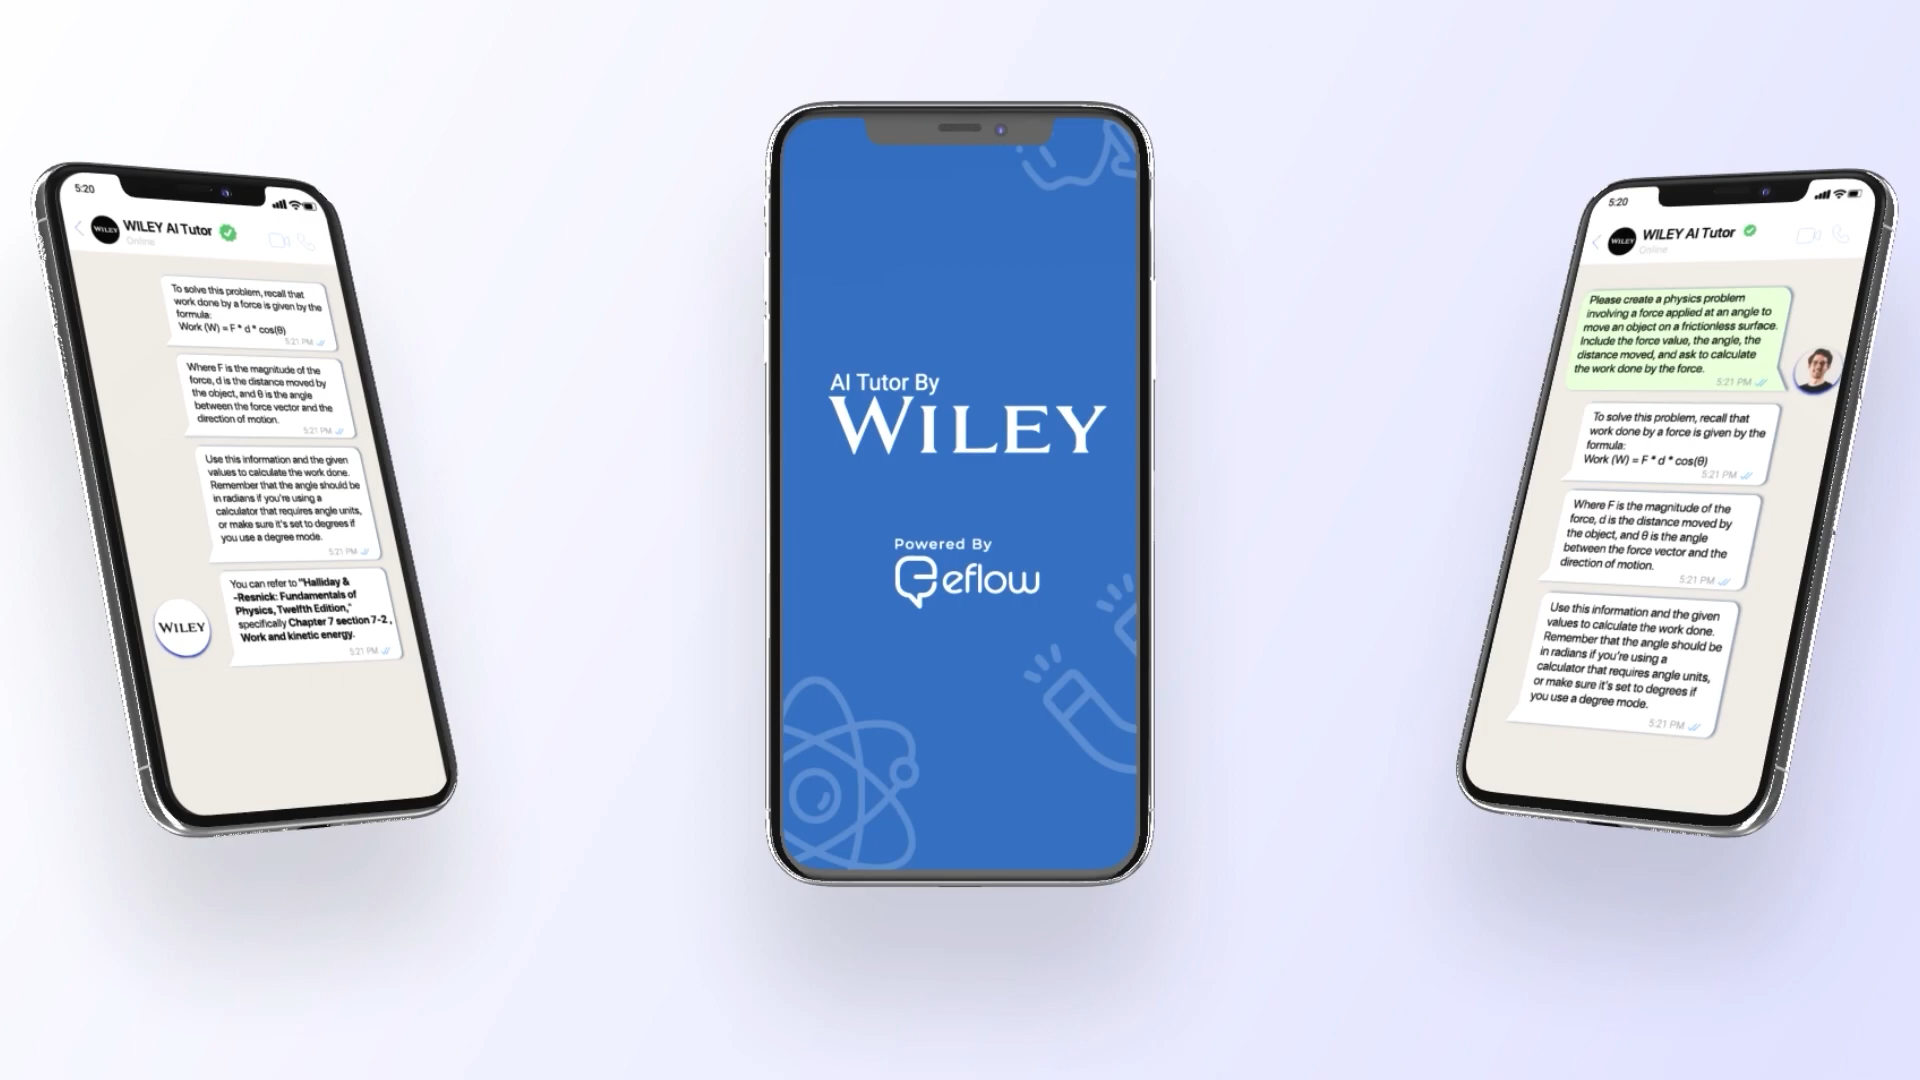 5:20
WILEY
WILEY AI Tutor
Online
To solve this problem, recall that
work done by a force is given by the
formula:
Work (W) = F * d * cos(θ)
5:21 PM
Where F is the magnitude of the
force, d is the distance moved by
the object, and θ is the angle
between the force vector and the
direction of motion.
5:21 PM
Use this information and the given
values to calculate the work done.
Remember that the angle should be
in radians if you're using a
calculator that requires angle units,
or make sure it's set to degrees if
you use a degree mode.
5:21 PM
You can refer to "Halliday &
-Resnick: Fundamentals of
Physics, Twelfth Edition,"
specifically Chapter 7 section 7-2 ,
Work and kinetic energy.
5:21 PM
WILEY
AI Tutor By
WILEY
Powered By
eflow
5:20
WILEY
WILEY AI Tutor
Online
Please create a physics problem
involving a force applied at an angle to
move an object on a frictionless surface.
Include the force value, the angle, the
distance moved, and ask to calculate
the work done by the force.
5:21 PM
To solve this problem, recall that
work done by a force is given by the
formula:
Work (W) = F * d * cos(θ)
5:21 PM
Where F is the magnitude of the
force, d is the distance moved by
the object, and θ is the angle
between the force vector and the
direction of motion.
5:21 PM
Use this information and the given
values to calculate the work done.
Remember that the angle should be
in radians if you're using a
calculator that requires angle units,
or make sure it's set to degrees if
you use a degree mode.
5:21 PM